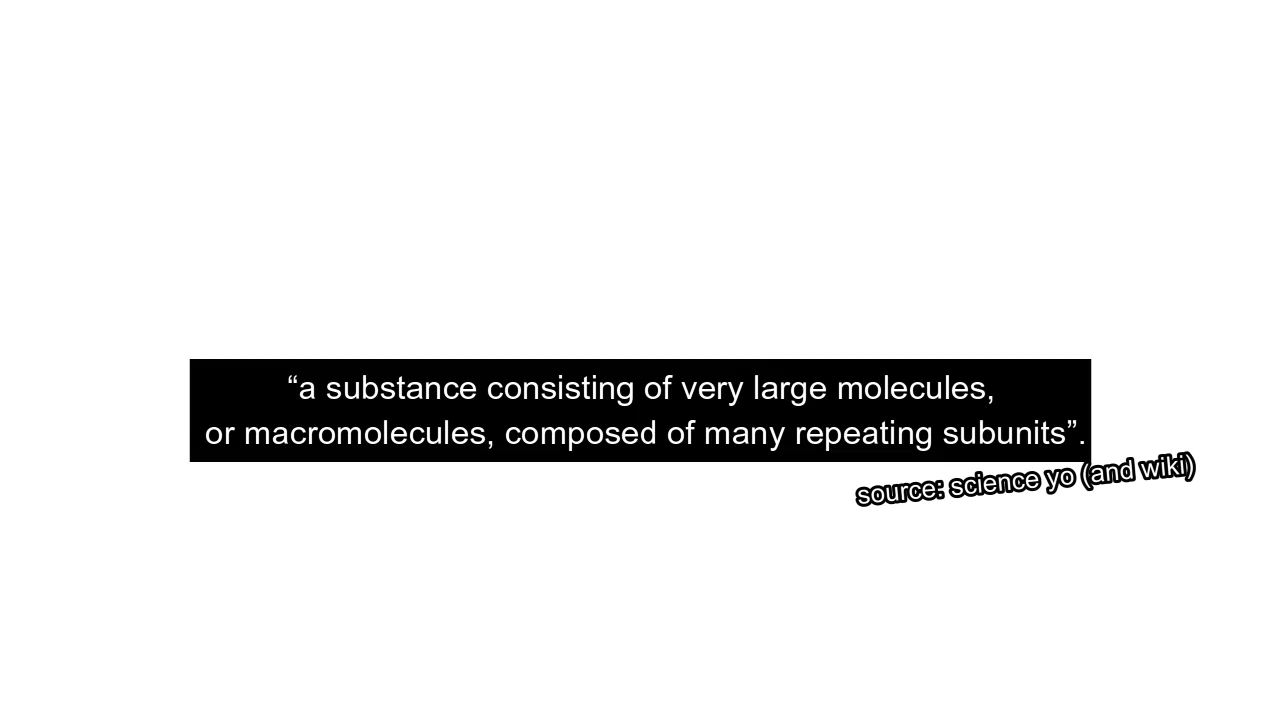 “a substance consisting of very large molecules,
or macromolecules, composed of many repeating subunits”.
source: science yo (and wiki)